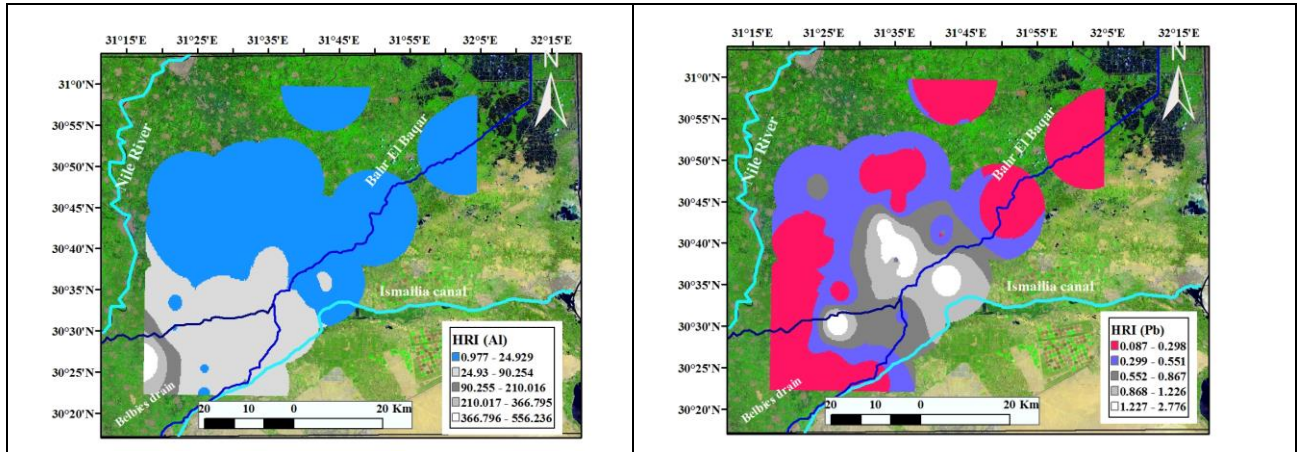 31°15'E 31°25'E 31°35'E 31°45'E 31°55'E 32°5'E 32°15'E
N
31°0'N
30°55'N
30°50'N
30°45'N
30°40'N
30°35'N
30°30'N
30°25'N
30°20'N
Nile River
Bahr El Baqar
Ismailia canal
Belbies drain
HRI (Al)
0.977 - 24.929
24.93 - 90.254
90.255 - 210.016
210.017 - 366.795
366.796 - 556.236
20 10 0 20 Km
31°15'E 31°25'E 31°35'E 31°45'E 31°55'E 32°5'E 32°15'E
N
31°0'N
30°55'N
30°50'N
30°45'N
30°40'N
30°35'N
30°30'N
30°25'N
30°20'N
Nile River
Bahr El Baqar
Ismailia canal
Belbies drain
HRI (Pb)
0.087 - 0.298
0.299 - 0.551
0.552 - 0.867
0.868 - 1.226
1.227 - 2.776
20 10 0 20 Km